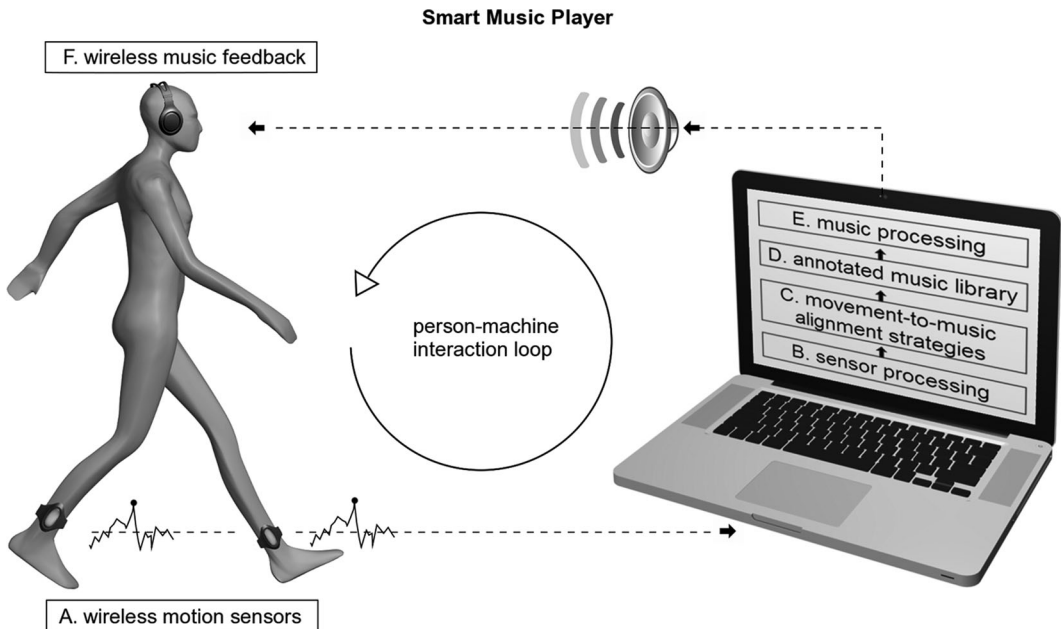 Smart Music Player
F. wireless music feedback
E. music processing
D. annotated music library
C. movement-to-music
alignment strategies
B. sensor processing
person-machine
interaction loop
A. wireless motion sensors